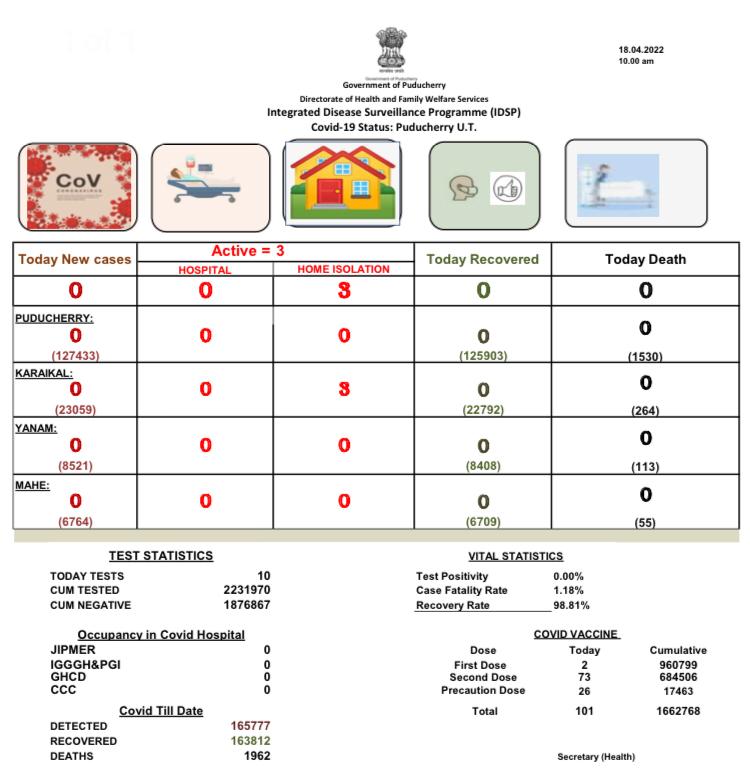 18.04.2022
10.00 am
Government of Puducherry
Government of Puducherry
Directorate of Health and Family Welfare Services
Integrated Disease Surveillance Programme (IDSP)
Covid-19 Status: Puducherry U.T.
CoV
CORONAVIRUS
Today New cases
Active = 3
HOSPITAL
HOME ISOLATION
Today Recovered
Today Death
0 0 3 0 0
PUDUCHERRY:
0 0 0 0 0
(127433) (125903) (1530)
KARAIKAL:
0 0 3 0 0
(23059) (22792) (264)
YANAM:
0 0 0 0 0
(8521) (8408) (113)
MAHE:
0 0 0 0 0
(6764) (6709) (55)
TEST STATISTICS
TODAY TESTS 10
CUM TESTED 2231970
CUM NEGATIVE 1876867
VITAL STATISTICS
Test Positivity 0.00%
Case Fatality Rate 1.18%
Recovery Rate 98.81%
Occupancy in Covid Hospital
JIPMER 0
IGGGH&PGI 0
GHCD 0
CCC 0
COVID VACCINE
Dose Today Cumulative
First Dose 2 960799
Second Dose 73 684506
Precaution Dose 26 17463
Total 101 1662768
Covid Till Date
DETECTED 165777
RECOVERED 163812
DEATHS 1962
Secretary (Health)